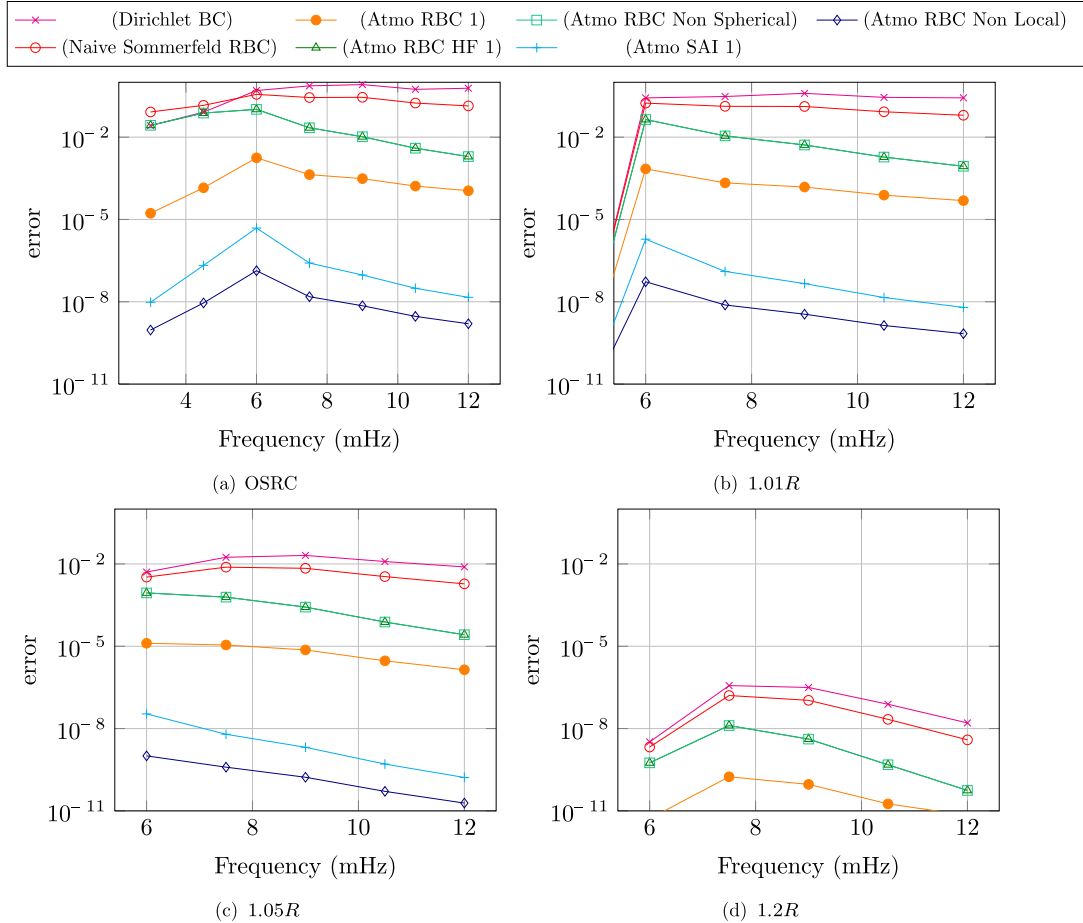 (Dirichlet BC) (Atmo RBC 1) (Atmo RBC Non Spherical) (Atmo RBC Non Local)
(Naive Sommerfeld RBC) (Atmo RBC HF 1) (Atmo SAI 1)
10^-2
10^-5
10^-8
10^-11
error
4 6 8 10 12
Frequency (mHz)
(a) OSRC
10^-2
10^-5
10^-8
10^-11
error
6 8 10 12
Frequency (mHz)
(b) 1.01R
10^-2
10^-5
10^-8
10^-11
error
6 8 10 12
Frequency (mHz)
(c) 1.05R
10^-2
10^-5
10^-8
10^-11
error
6 8 10 12
Frequency (mHz)
(d) 1.2R